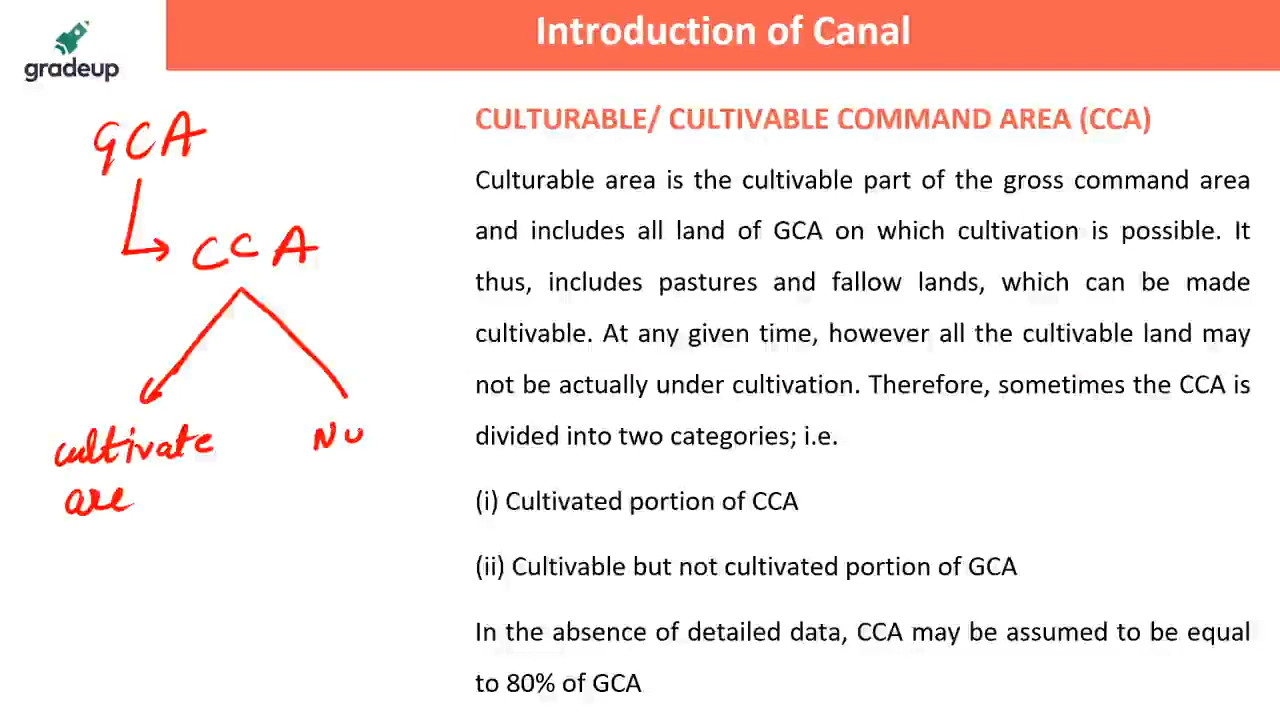 Introduction of Canal
gradeup
GCA
CCA
cultivate
are
NU
CULTURABLE/ CULTIVABLE COMMAND AREA (CCA)
Culturable area is the cultivable part of the gross command area
and includes all land of GCA on which cultivation is possible. It
thus, includes pastures and fallow lands, which can be made
cultivable. At any given time, however all the cultivable land may
not be actually under cultivation. Therefore, sometimes the CCA is
divided into two categories; i.e.
(i) Cultivated portion of CCA
(ii) Cultivable but not cultivated portion of GCA
In the absence of detailed data, CCA may be assumed to be equal
to 80% of GCA